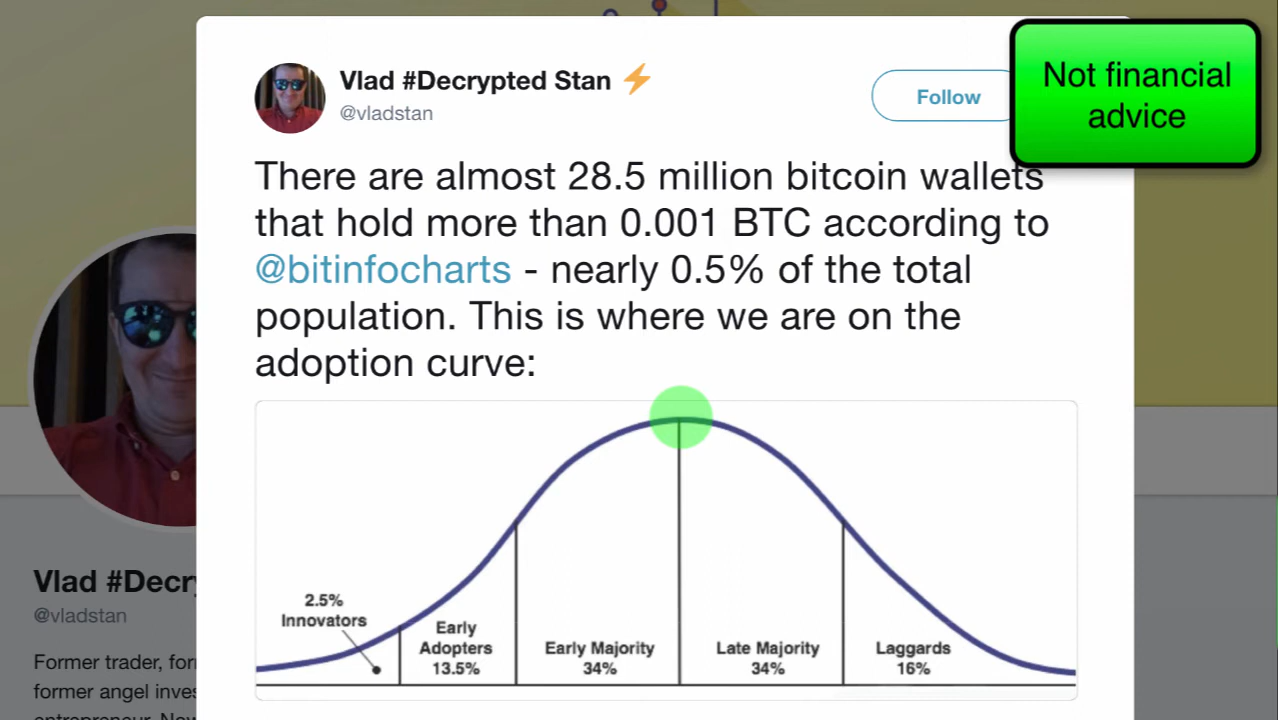 Vlad #Decrypted Stan ⚡
@vladstan
Follow
Not financial
advice
There are almost 28.5 million bitcoin wallets
that hold more than 0.001 BTC according to
@bitinfocharts - nearly 0.5% of the total
population. This is where we are on the
adoption curve:
2.5%
Innovators
Early
Adopters
13.5%
Early Majority
34%
Late Majority
34%
Laggards
16%
Vlad #Decry
@vladstan
Former trader,
former angel